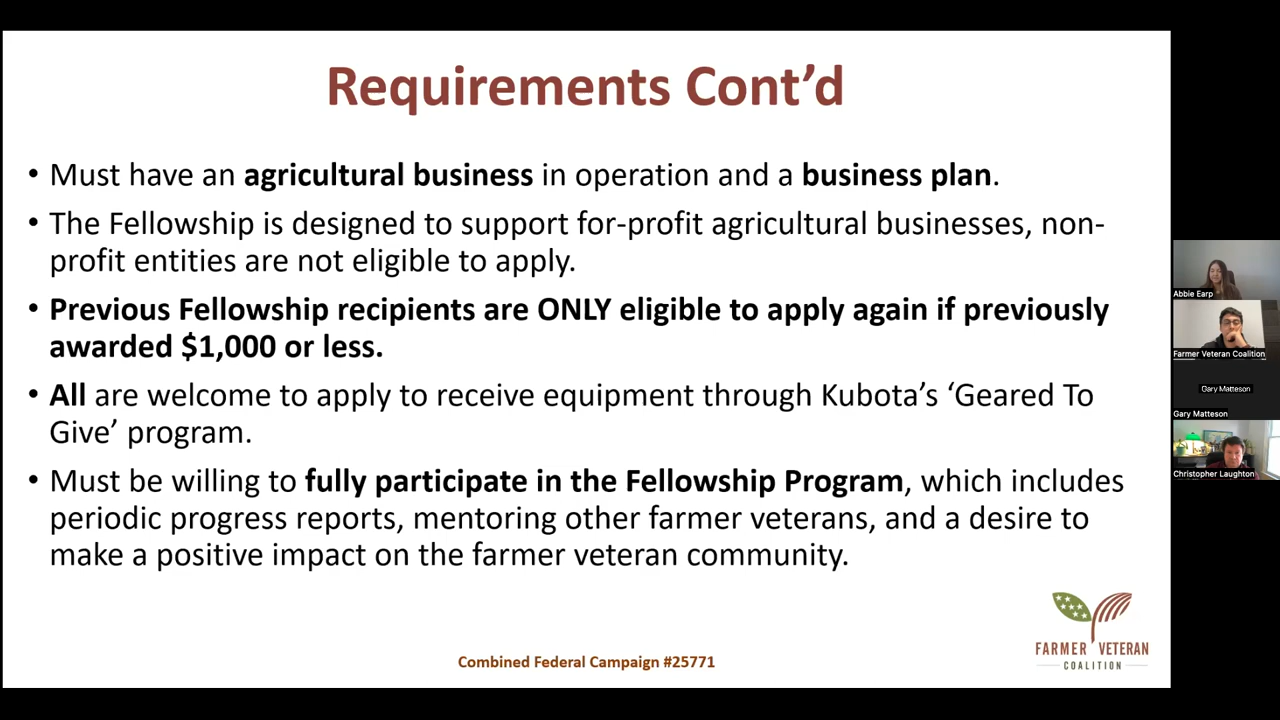 Requirements Cont’d
• Must have an agricultural business in operation and a business plan.
• The Fellowship is designed to support for-profit agricultural businesses, non-
profit entities are not eligible to apply.
• Previous Fellowship recipients are ONLY eligible to apply again if previously
awarded $1,000 or less.
• All are welcome to apply to receive equipment through Kubota’s ‘Geared To
Give’ program.
• Must be willing to fully participate in the Fellowship Program, which includes
periodic progress reports, mentoring other farmer veterans, and a desire to
make a positive impact on the farmer veteran community.
Combined Federal Campaign #25771
FARMER VETERAN
COALITION
Abbie Earp
Farmer Veteran Coalition
Gary Matteson
Gary Matteson
Christopher Laughton